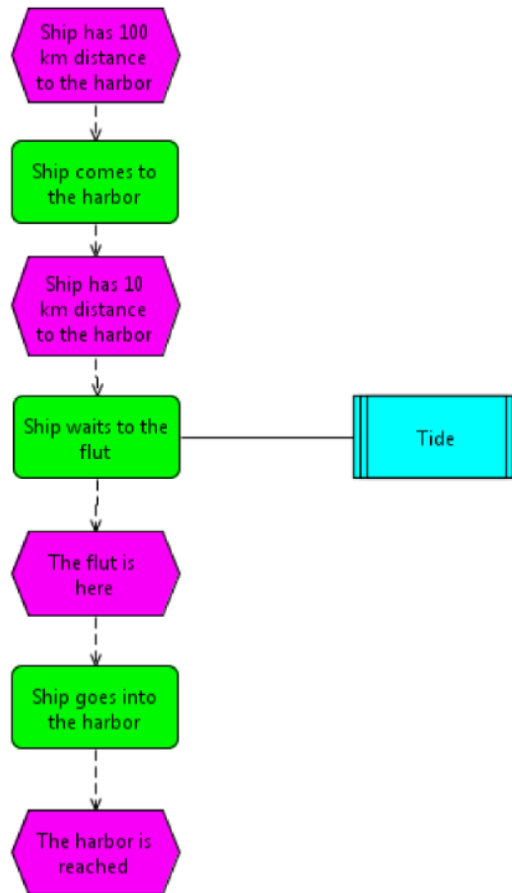 Ship has 100
km distance
to the harbor
Ship comes to
the harbor
Ship has 10
km distance
to the harbor
Ship waits to the
flut
Tide
The flut is
here
Ship goes into
the harbor
The harbor is
reached